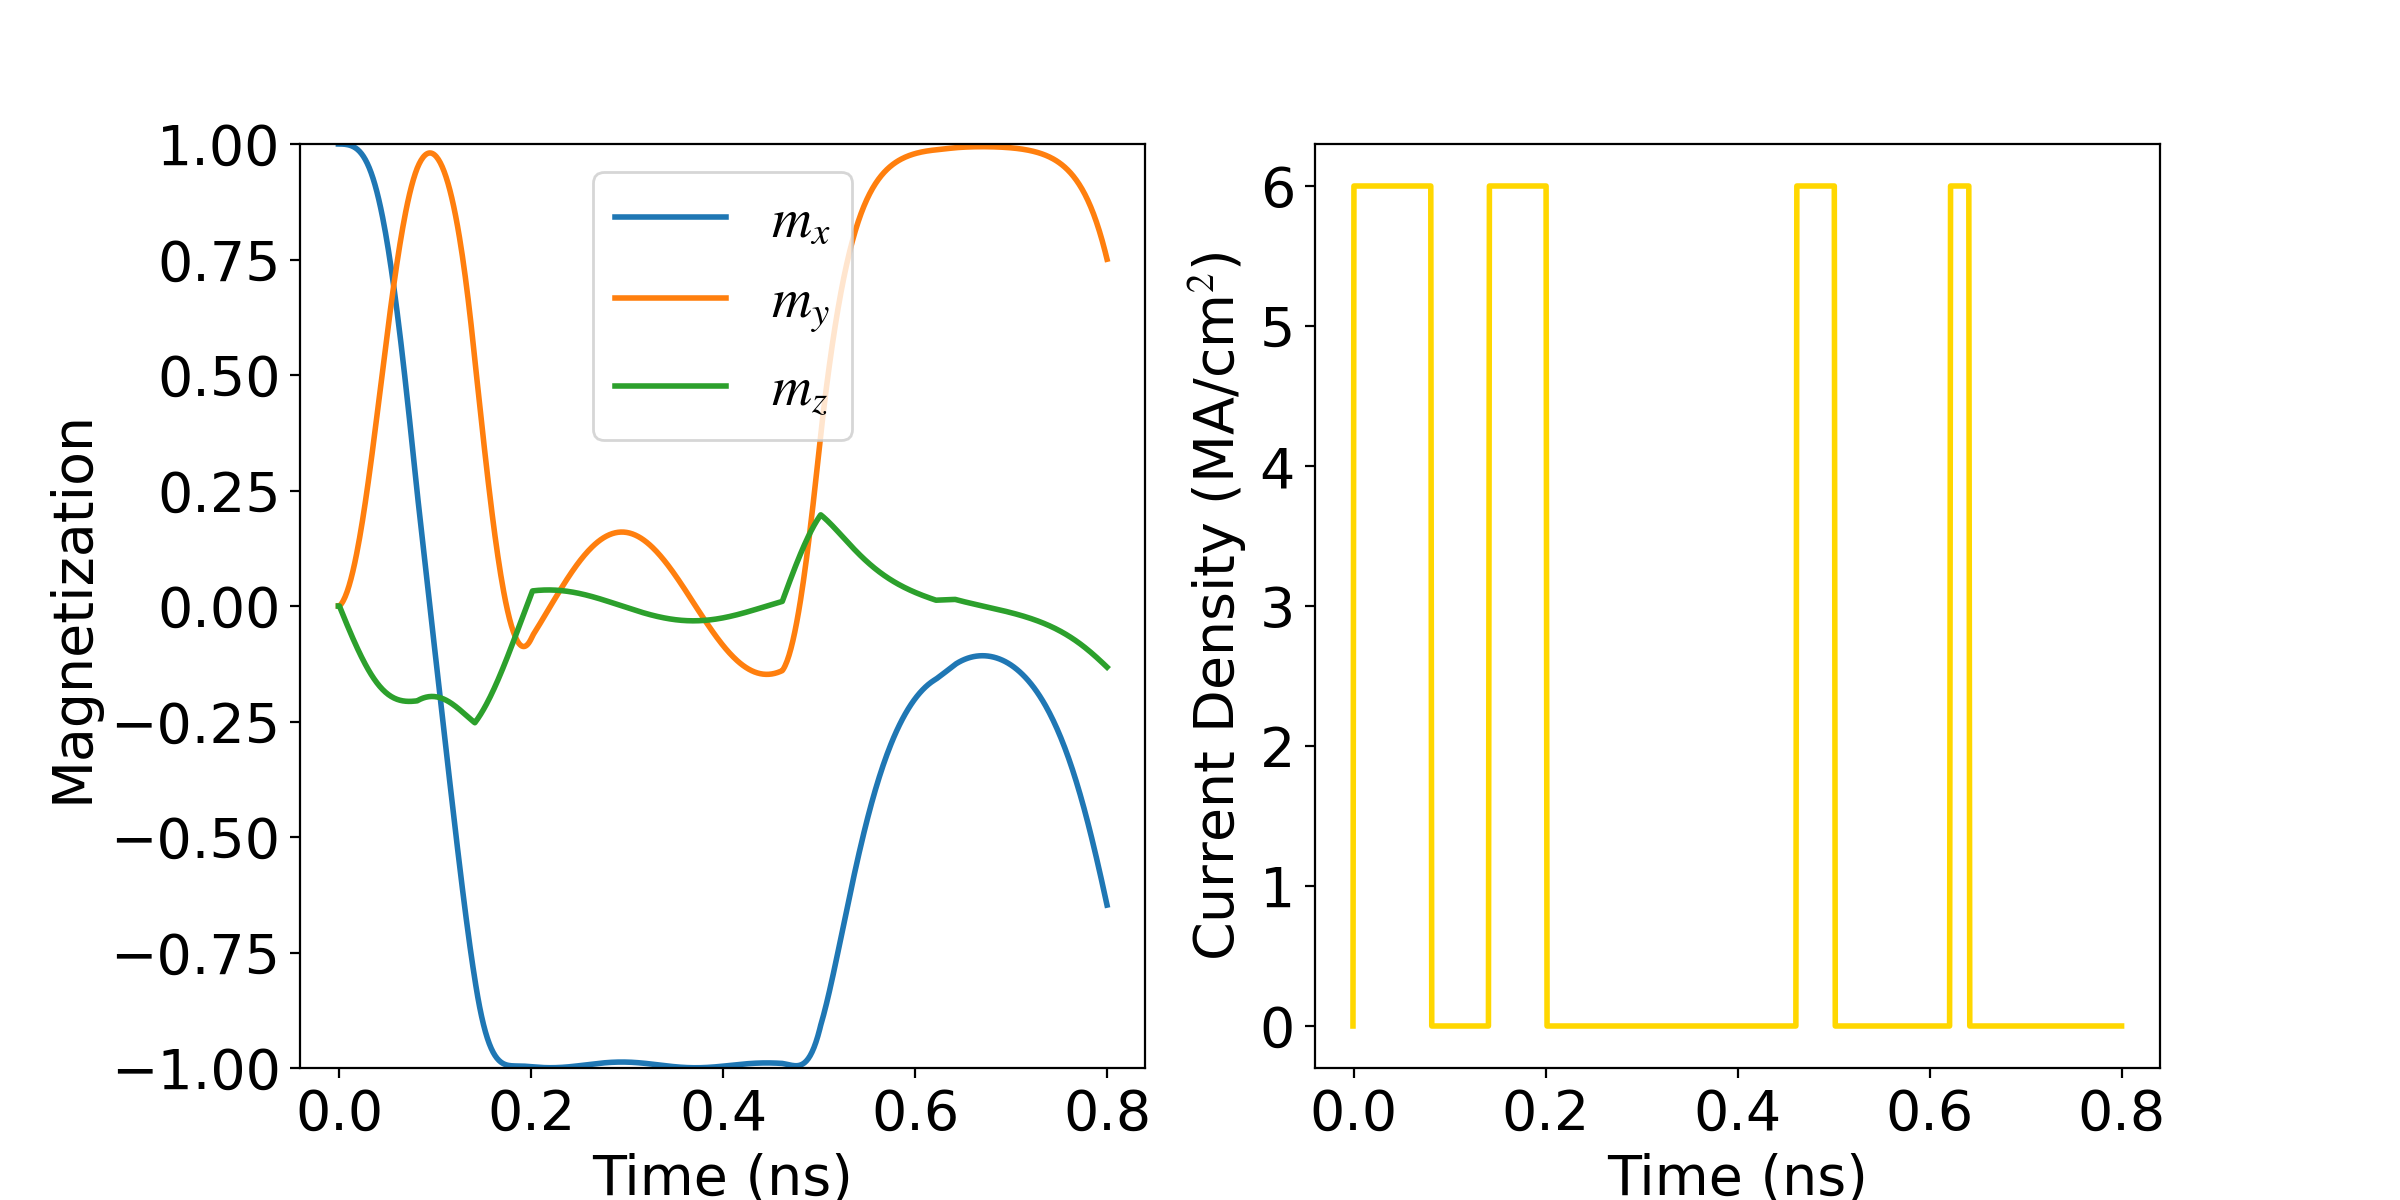 1.00
0.75
0.50
0.25
0.00
−0.25
−0.50
−0.75
−1.00
Magnetization
0.0 0.2 0.4 0.6 0.8
Time (ns)
m_x
m_y
m_z
6
5
4
3
2
1
0
Current Density (MA/cm²)
0.0 0.2 0.4 0.6 0.8
Time (ns)